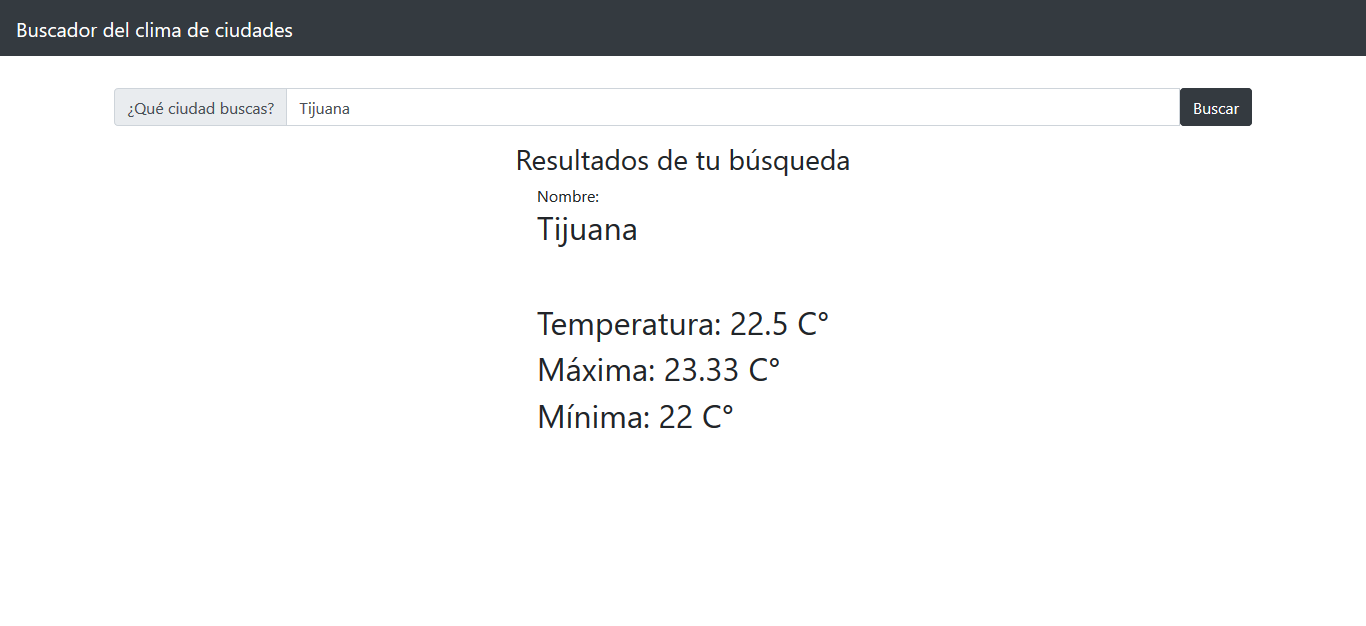 Buscador del clima de ciudades
¿Qué ciudad buscas? Tijuana Buscar
Resultados de tu búsqueda
Nombre:
Tijuana
Temperatura: 22.5 C°
Máxima: 23.33 C°
Mínima: 22 C°